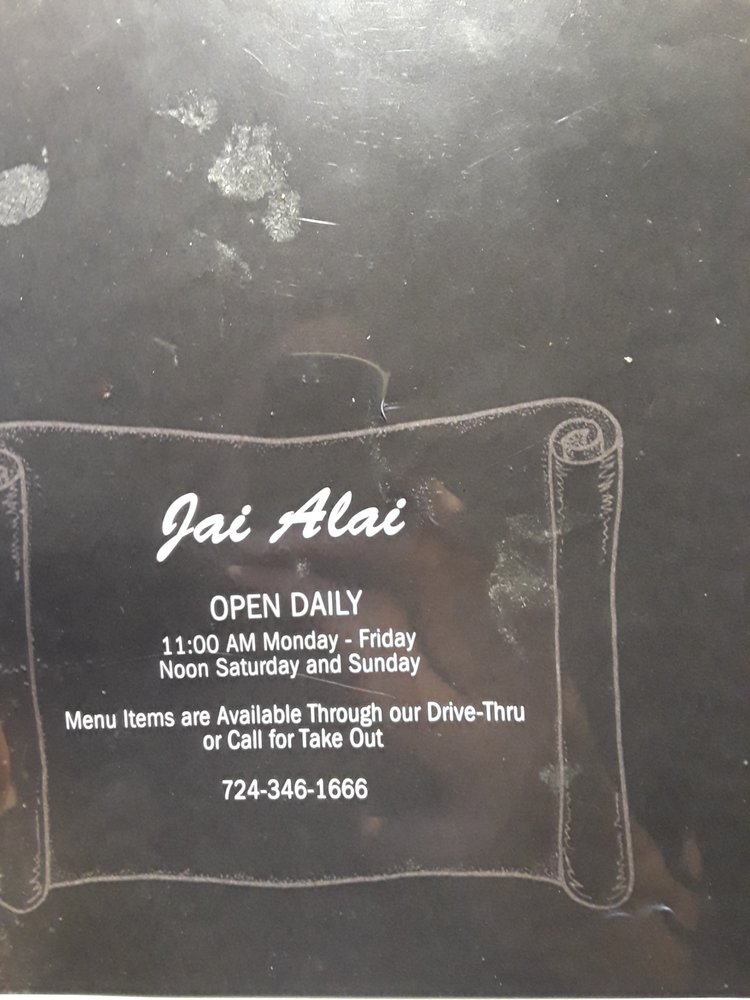 Jai Alai
OPEN DAILY
11:00 AM Monday - Friday
Noon Saturday and Sunday
Menu Items are Available Through our Drive-Thru
or Call for Take Out
724-346-1666